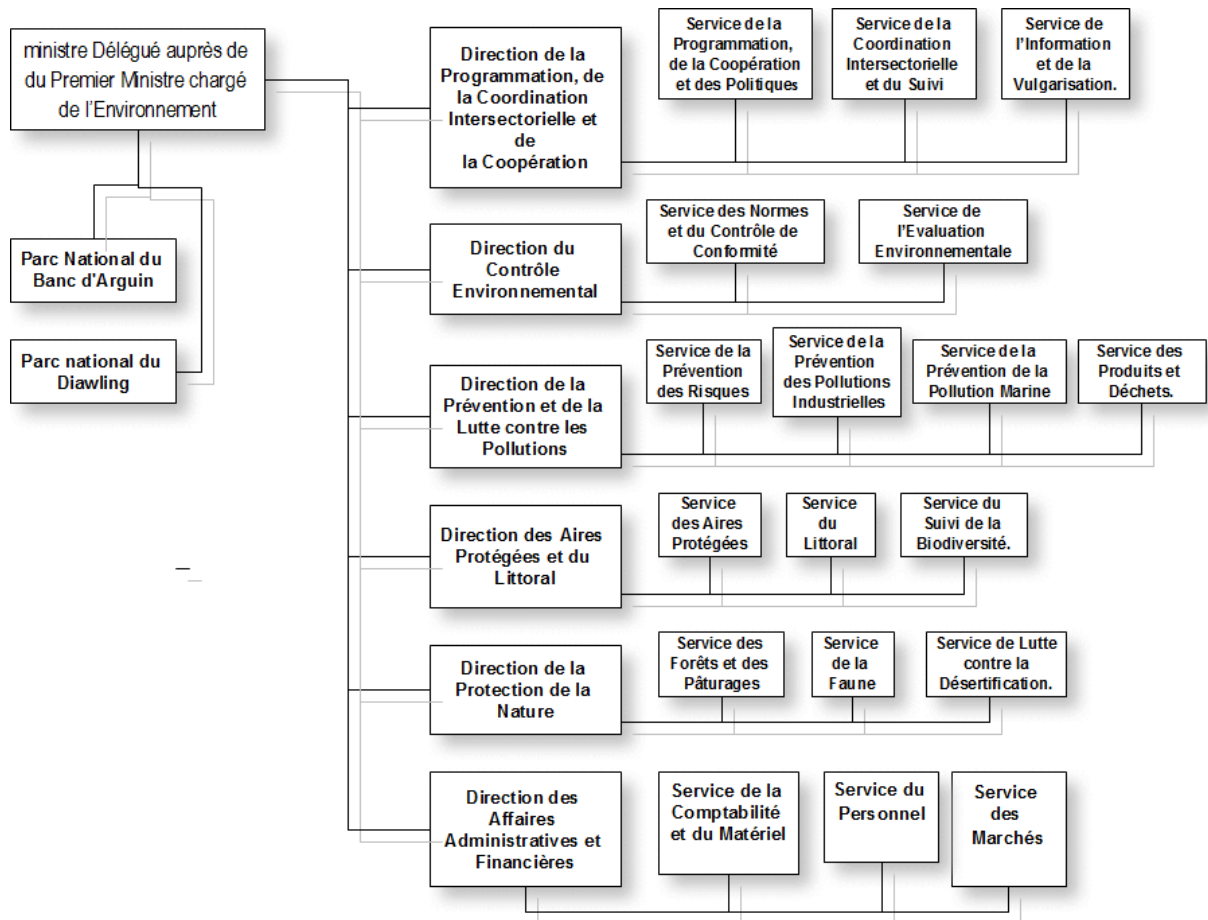 ministre Délégué auprès de
du Premier Ministre chargé
de l'Environnement
Parc National du
Banc d'Arguin
Parc national du
Diawling
Direction de la
Programmation, de
la Coordination
Intersectorielle et
de
la Coopération
Service de la
Programmation,
de la Coopération
et des Politiques
Service de la
Coordination
Intersectorielle
et du Suivi
Service de
l'Information
et de la
Vulgarisation.
Direction du
Contrôle
Environnemental
Service des Normes
et du Contrôle de
Conformité
Service de
l'Evaluation
Environnementale
Direction de la
Prévention et de la
Lutte contre les
Pollutions
Service de la
Prévention
des Risques
Service de la
Prévention
des Pollutions
Industrielles
Service de la
Prévention de la
Pollution Marine
Service des
Produits et
Déchets.
Direction des Aires
Protégées et du
Littoral
Service
des Aires
Protégées
Service
du
Littoral
Service du
Suivi de la
Biodiversité.
Direction de la
Protection de la
Nature
Service des
Forêts et des
Pâturages
Service
de la
Faune
Service de Lutte
contre la
Désertification.
Direction des
Affaires
Administratives et
Financières
Service de la
Comptabilité
et du Matériel
Service du
Personnel
Service
des
Marchés